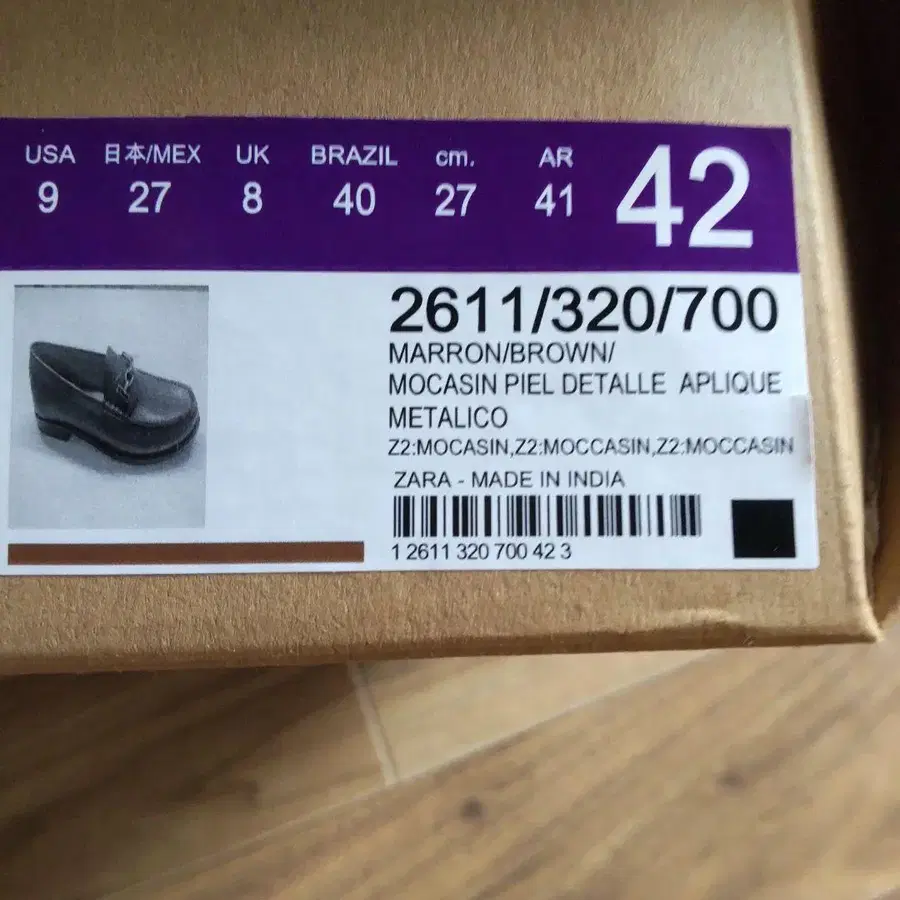 USA 日本/MEX UK BRAZIL cm. AR
9 27 8 40 27 41 42
2611/320/700
MARRON/BROWN/
MOCASIN PIEL DETALLE APLIQUE
METALICO
Z2:MOCASIN,Z2:MOCCASIN,Z2:MOCCASIN
ZARA - MADE IN INDIA
1 2611 320 700 42 3